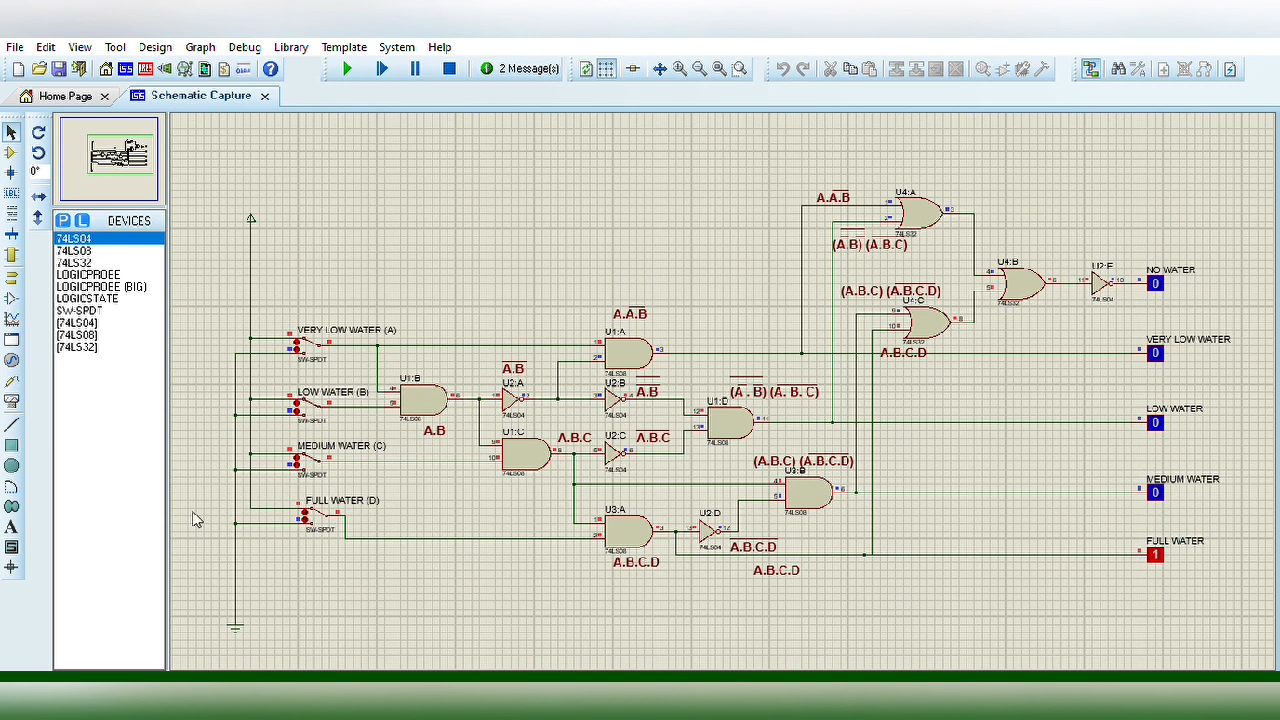 File Edit View Tool Design Graph Debug Library Template System Help
2 Message(s)
Home Page
Schematic Capture
0°
P L DEVICES
74LS04
74LS08
74LS32
LOGICPROBE
LOGICPROBE (BIG)
LOGICSTATE
SW-SPDT
[74LS04]
[74LS08]
[74LS32]
VERY LOW WATER (A)
SW-SPDT
LOW WATER (B)
SW-SPDT
MEDIUM WATER (C)
SW-SPDT
FULL WATER (D)
SW-SPDT
U1:B
74LS08
A.B
A.B
U2:A
74LS04
U1:C
74LS08
A.B.C
A.A.B
U1:A
74LS08
U2:B
A.B
74LS04
U2:C
A.B.C
74LS04
U3:A
74LS08
A.B.C.D
(A . B) (A. B. C)
U1:D
74LS08
U2:D
74LS04
A.B.C.D
A.B.C.D
(A.B.C) (A.B.C.D)
U3:B
74LS08
A.A.B
U4:A
74LS32
(A.B) (A.B.C)
(A.B.C) (A.B.C.D)
U4:C
74LS32
A.B.C.D
U4:B
74LS32
U2:E
74LS04
NO WATER
0
VERY LOW WATER
0
LOW WATER
0
MEDIUM WATER
0
FULL WATER
1